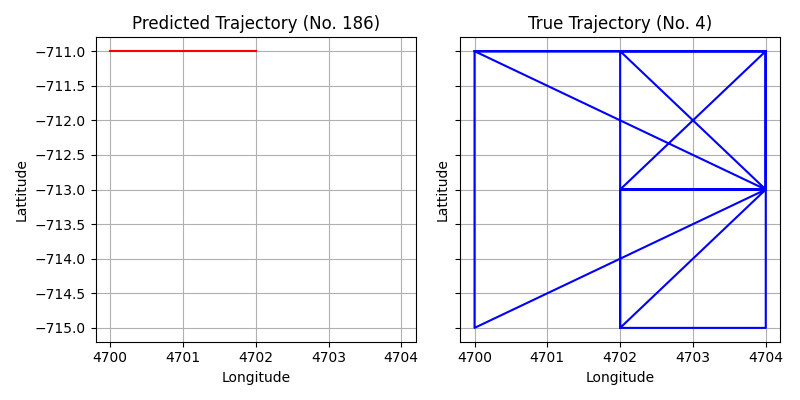 Predicted Trajectory (No. 186)
True Trajectory (No. 4)
−711.0
−711.5
−712.0
−712.5
−713.0
−713.5
−714.0
−714.5
−715.0
Lattitude
Lattitude
4700 4701 4702 4703 4704
4700 4701 4702 4703 4704
Longitude
Longitude